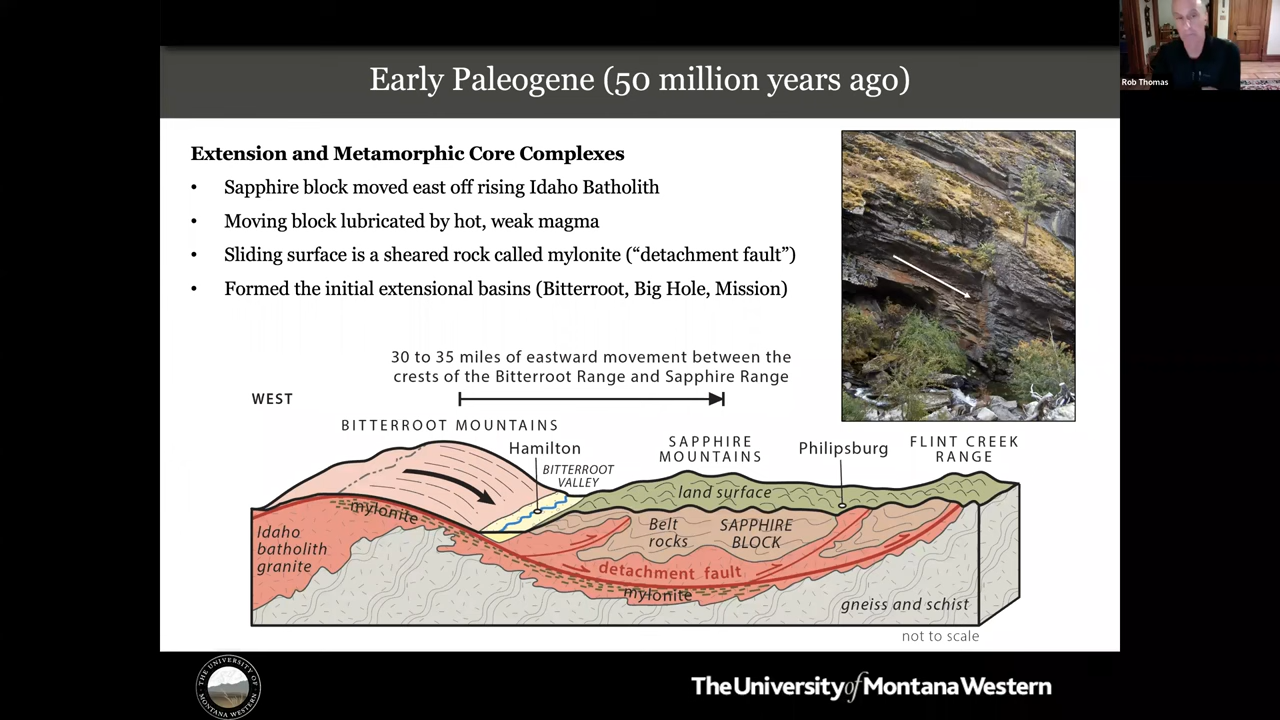 Early Paleogene (50 million years ago)
Rob Thomas
Extension and Metamorphic Core Complexes
• Sapphire block moved east off rising Idaho Batholith
• Moving block lubricated by hot, weak magma
• Sliding surface is a sheared rock called mylonite (“detachment fault”)
• Formed the initial extensional basins (Bitterroot, Big Hole, Mission)
30 to 35 miles of eastward movement between the
crests of the Bitterroot Range and Sapphire Range
WEST
BITTERROOT MOUNTAINS
Hamilton
BITTERROOT
VALLEY
SAPPHIRE
MOUNTAINS
Philipsburg
FLINT CREEK
RANGE
land surface
mylonite
Idaho
batholith
granite
Belt
rocks
SAPPHIRE
BLOCK
detachment fault
mylonite
gneiss and schist
not to scale
THE UNIVERSITY OF
MONTANA WESTERN
The University of Montana Western